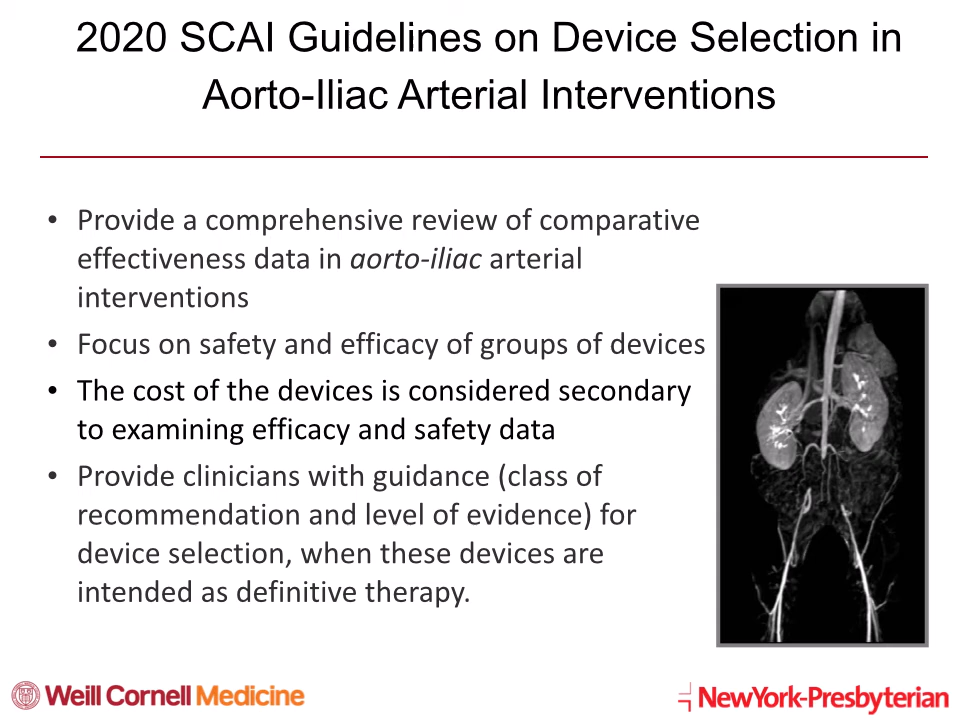 2020 SCAI Guidelines on Device Selection in
Aorto-Iliac Arterial Interventions
• Provide a comprehensive review of comparative
effectiveness data in aorto-iliac arterial
interventions
• Focus on safety and efficacy of groups of devices
• The cost of the devices is considered secondary
to examining efficacy and safety data
• Provide clinicians with guidance (class of
recommendation and level of evidence) for
device selection, when these devices are
intended as definitive therapy.
Weill Cornell Medicine
NewYork-Presbyterian